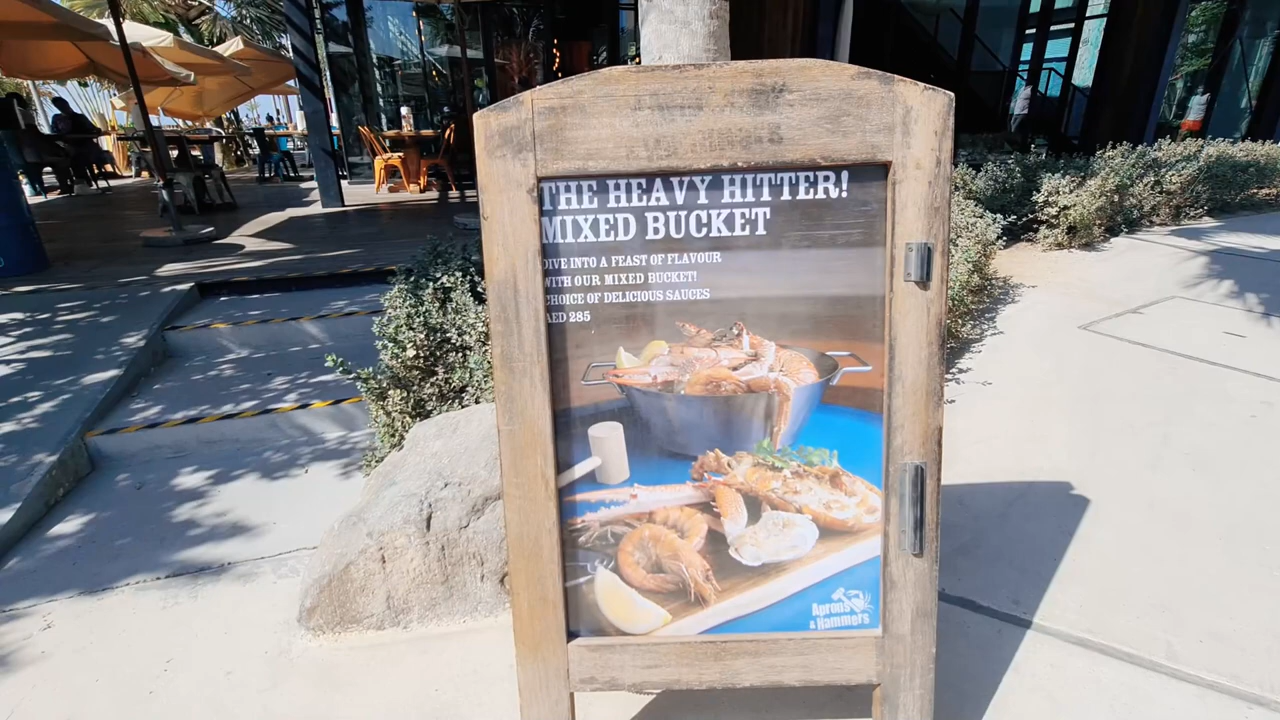 THE HEAVY HITTER!
MIXED BUCKET
DIVE INTO A FEAST OF FLAVOUR
WITH OUR MIXED BUCKET!
CHOICE OF DELICIOUS SAUCES
AED 285
Aprons
& Hammers